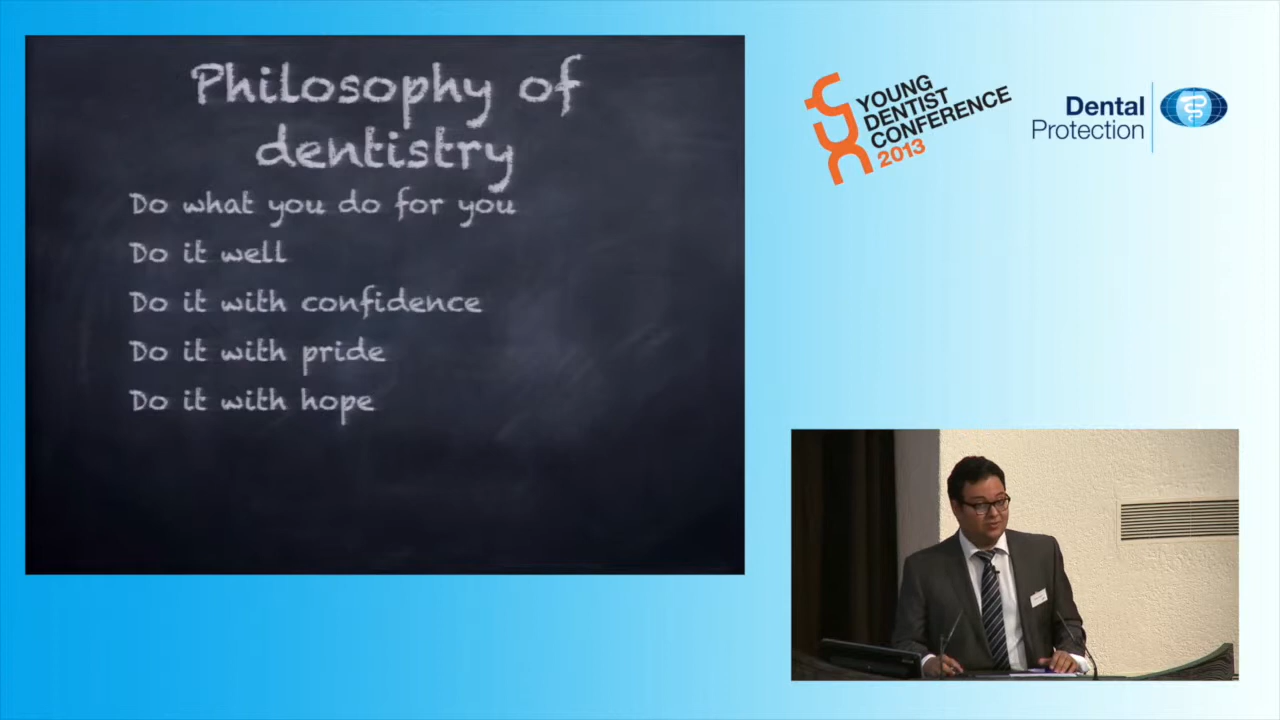 Philosophy of
dentistry
Do what you do for you
Do it well
Do it with confidence
Do it with pride
Do it with hope
YOUNG
DENTIST
CONFERENCE
2013
Dental
Protection